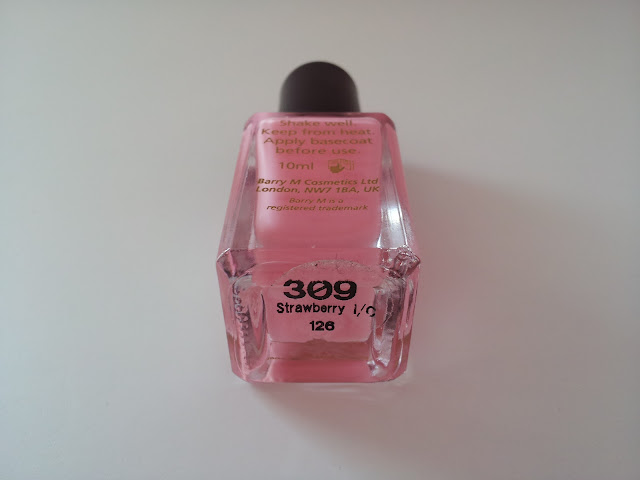 Shake well.
Keep from heat.
Apply basecoat
before use.
10ml
Barry M Cosmetics Ltd
London, NW7 1BA, UK
Barry M is a
registered trademark
309
Strawberry I/C
126